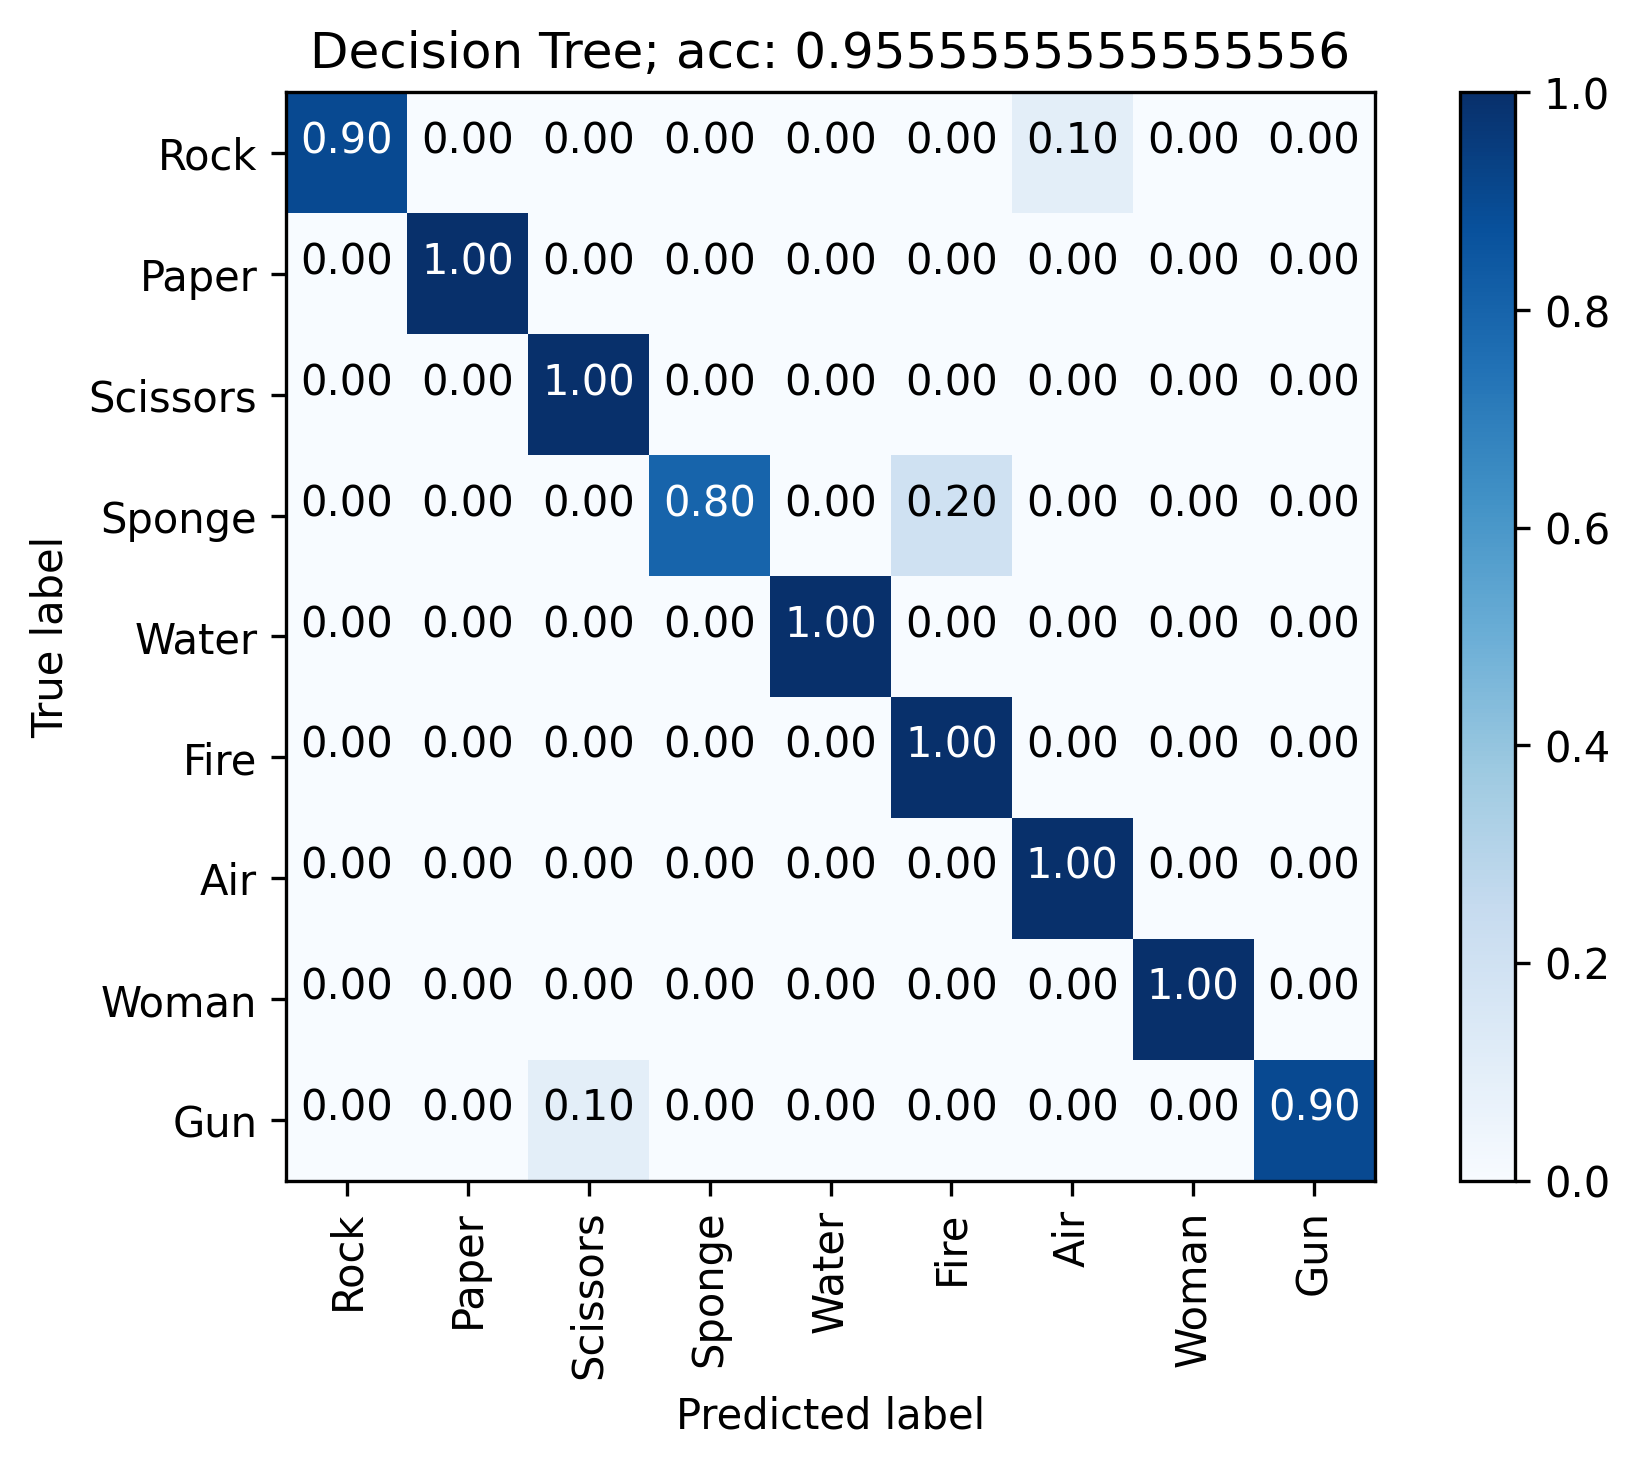 Decision Tree; acc: 0.9555555555555556
Rock 0.90 0.00 0.00 0.00 0.00 0.00 0.10 0.00 0.00
Paper 0.00 1.00 0.00 0.00 0.00 0.00 0.00 0.00 0.00
Scissors 0.00 0.00 1.00 0.00 0.00 0.00 0.00 0.00 0.00
Sponge 0.00 0.00 0.00 0.80 0.00 0.20 0.00 0.00 0.00
Water 0.00 0.00 0.00 0.00 1.00 0.00 0.00 0.00 0.00
Fire 0.00 0.00 0.00 0.00 0.00 1.00 0.00 0.00 0.00
Air 0.00 0.00 0.00 0.00 0.00 0.00 1.00 0.00 0.00
Woman 0.00 0.00 0.00 0.00 0.00 0.00 0.00 1.00 0.00
Gun 0.00 0.00 0.10 0.00 0.00 0.00 0.00 0.00 0.90
True label
Rock Paper Scissors Sponge Water Fire Air Woman Gun
Predicted label
1.0
0.8
0.6
0.4
0.2
0.0